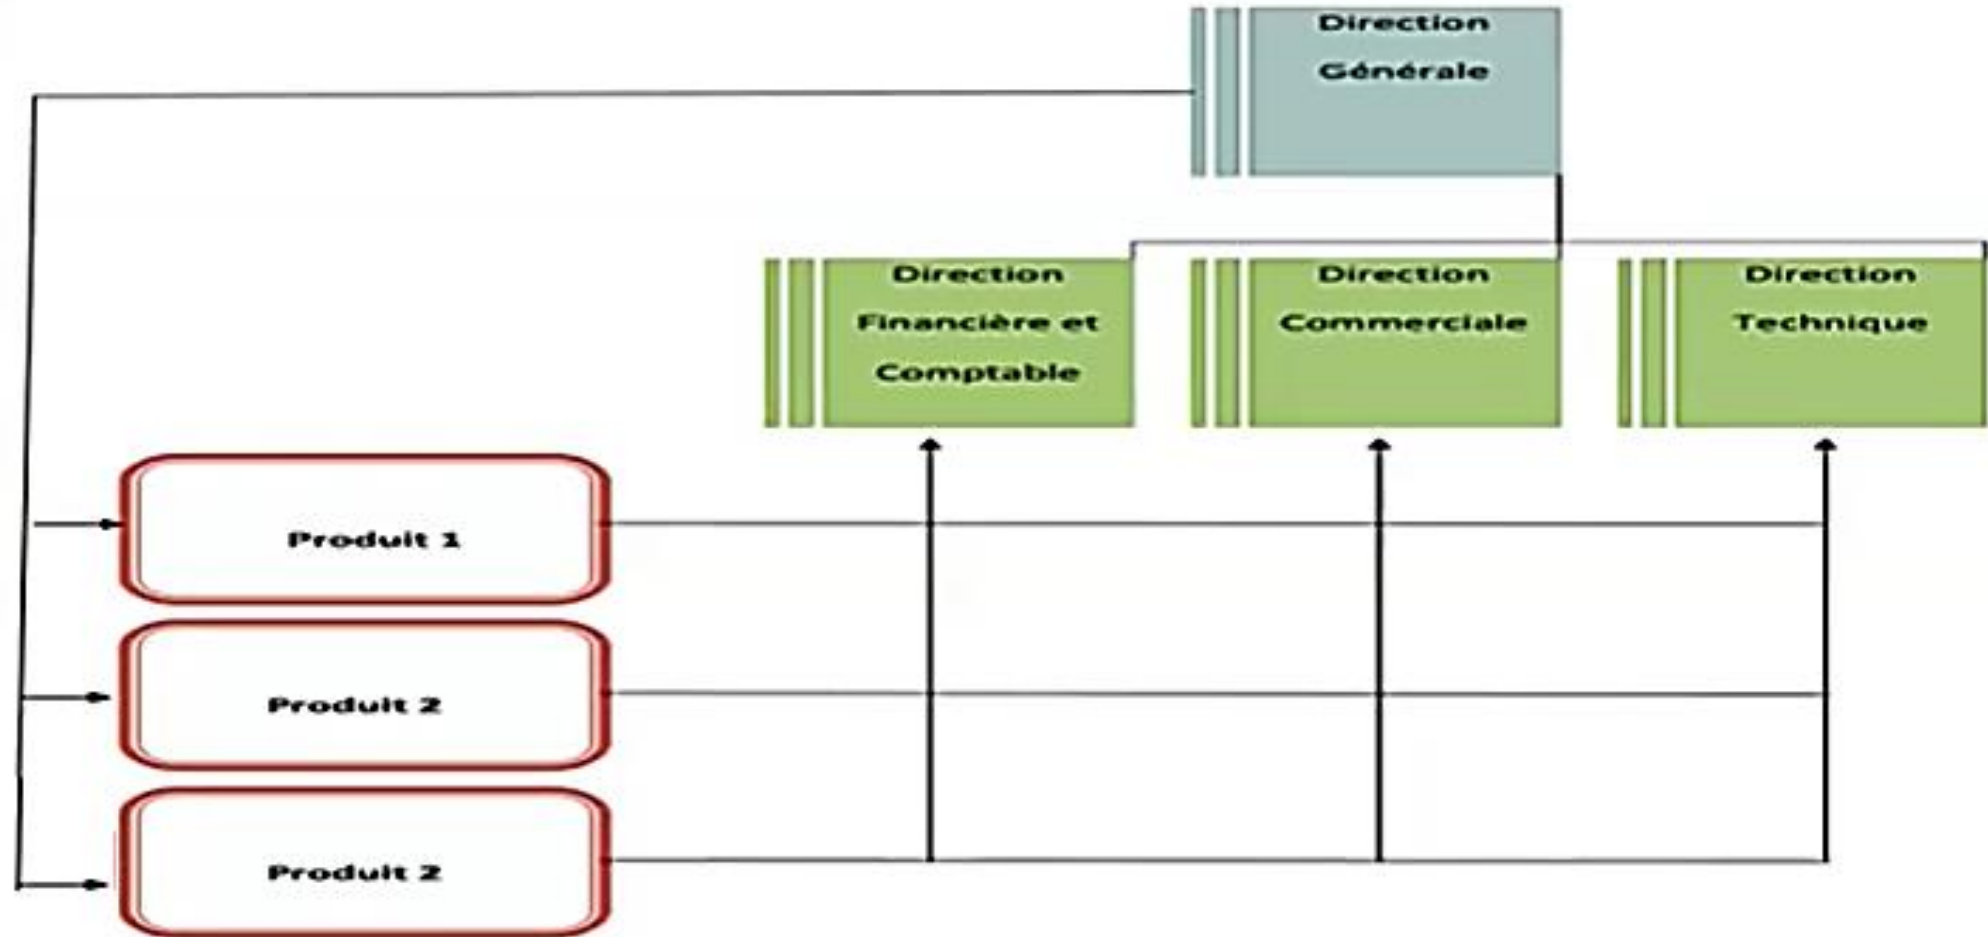 Direction
Générale
Direction
Financière et
Comptable
Direction
Commerciale
Direction
Technique
Produit 1
Produit 2
Produit 2